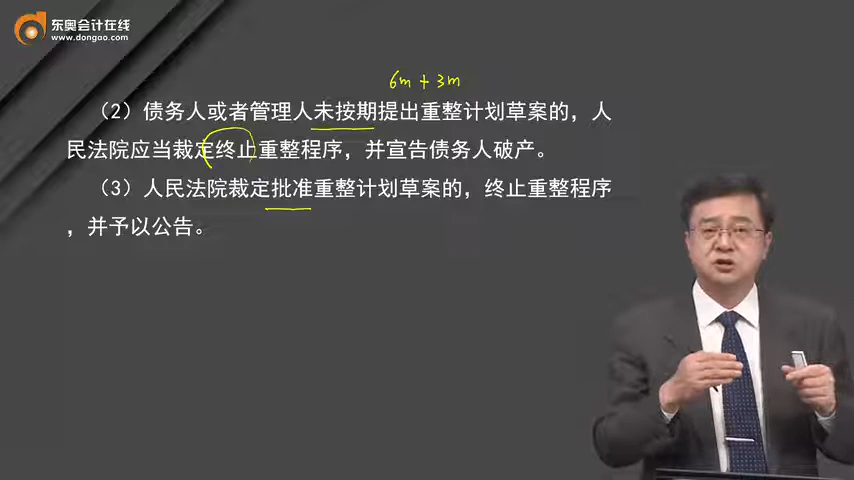 东奥会计在线
www.dongao.com
6m + 3m
（2）债务人或者管理人未按期提出重整计划草案的，人
民法院应当裁定终止重整程序，并宣告债务人破产。
（3）人民法院裁定批准重整计划草案的，终止重整程序
，并予以公告。